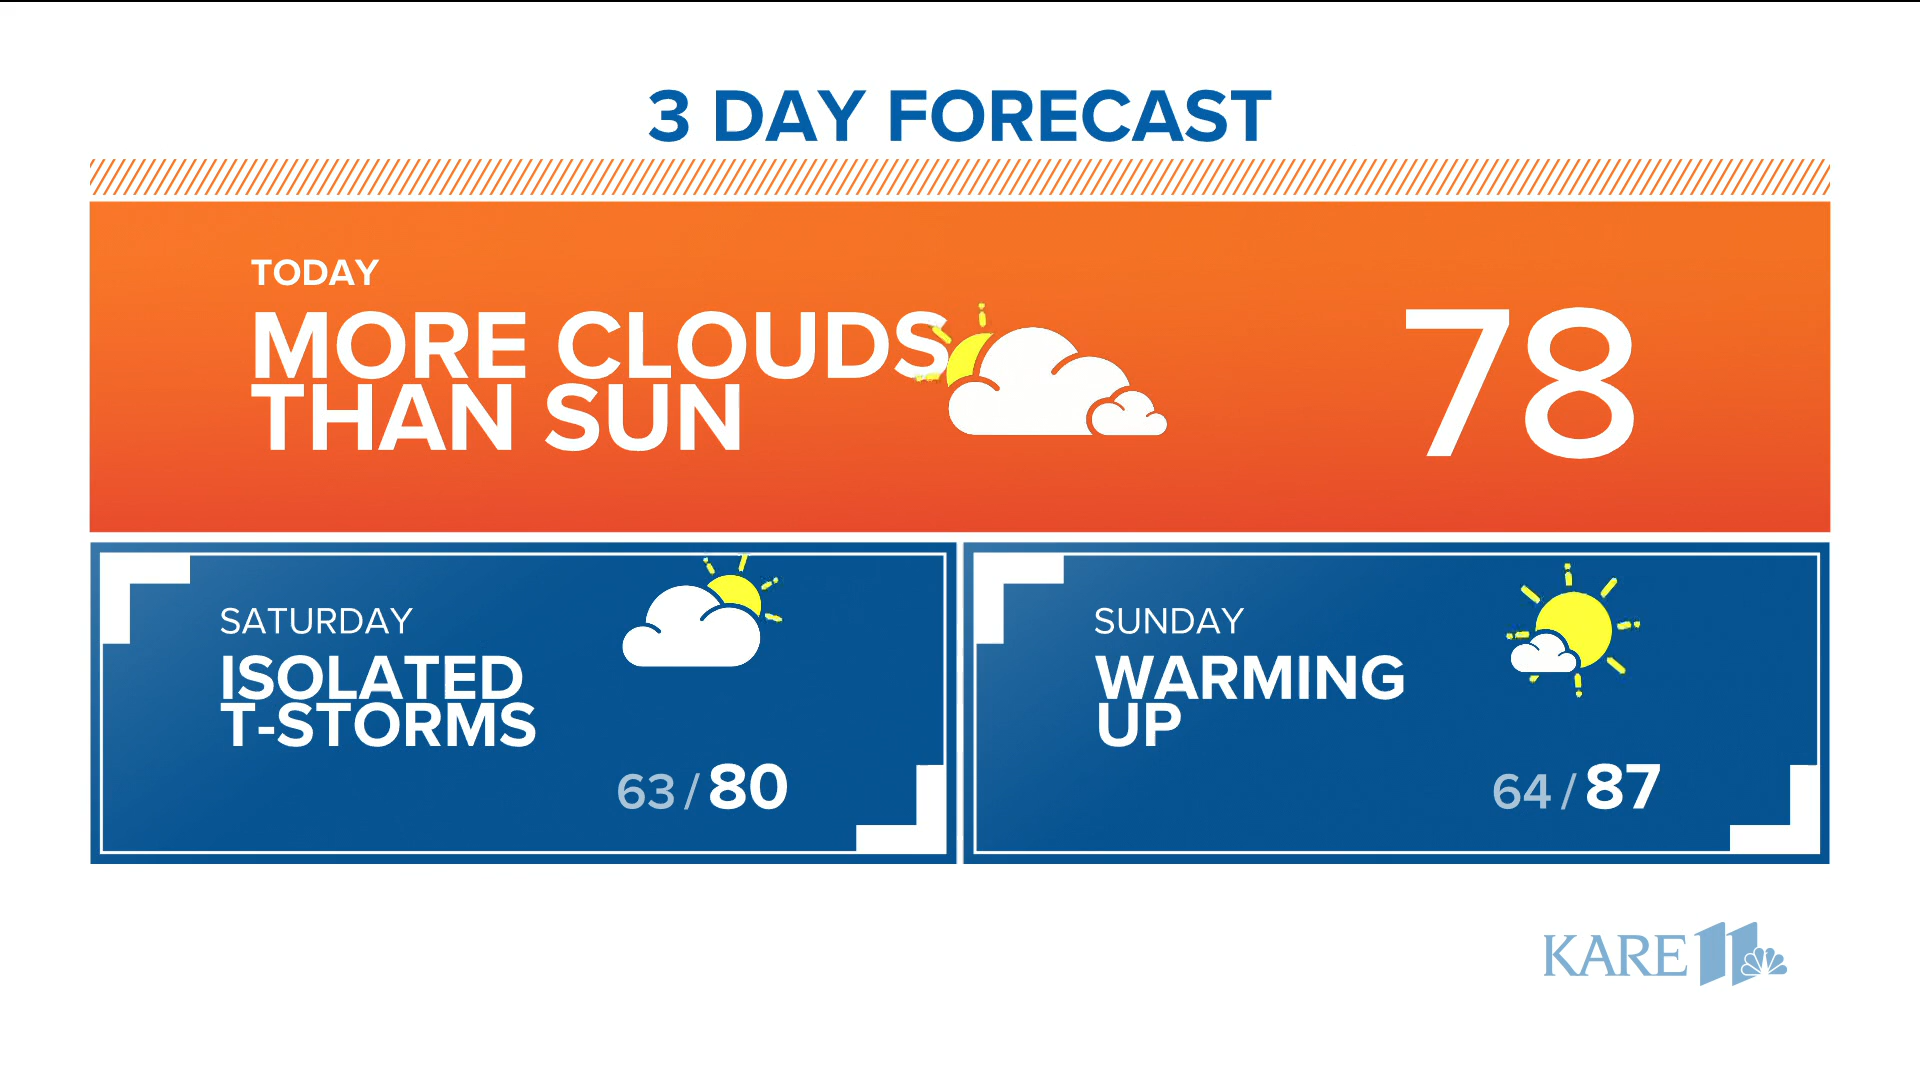 3 DAY FORECAST
TODAY
MORE CLOUDS
THAN SUN
78
SATURDAY
ISOLATED
T-STORMS
63/80
SUNDAY
WARMING
UP
64/87
KARE 11